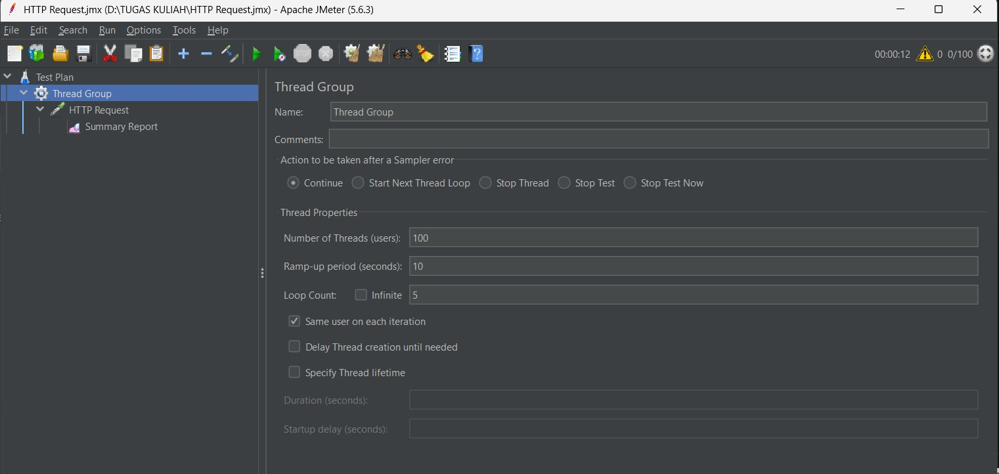 HTTP Request.jmx (D:\TUGAS KULIAH\HTTP Request.jmx) - Apache JMeter (5.6.3)
File Edit Search Run Options Tools Help
STOP 00:00:12 0 0/100
Test Plan
Thread Group
HTTP Request
Summary Report
Thread Group
Name: Thread Group
Comments:
Action to be taken after a Sampler error
Continue Start Next Thread Loop Stop Thread Stop Test Stop Test Now
Thread Properties
Number of Threads (users): 100
Ramp-up period (seconds): 10
Loop Count: Infinite 5
Same user on each iteration
Delay Thread creation until needed
Specify Thread lifetime
Duration (seconds):
Startup delay (seconds):